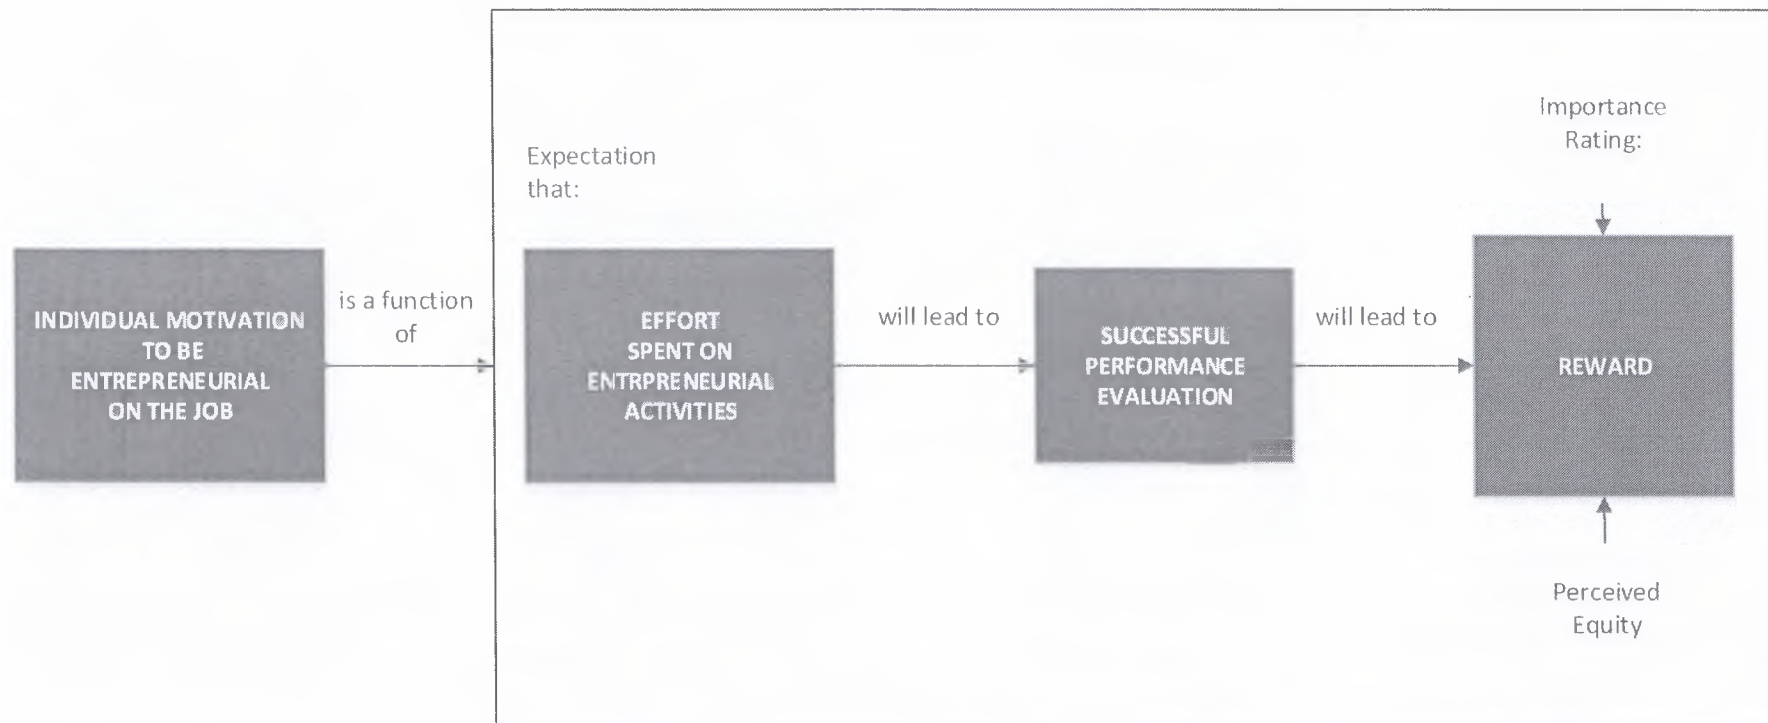 Importance
Rating:
Expectation
that:
INDIVIDUAL MOTIVATION
TO BE
ENTREPRENEURIAL
ON THE JOB
is a function
of
EFFORT
SPENT ON
ENTRPRENEURIAL
ACTIVITIES
will lead to
SUCCESSFUL
PERFORMANCE
EVALUATION
will lead to
REWARD
Perceived
Equity